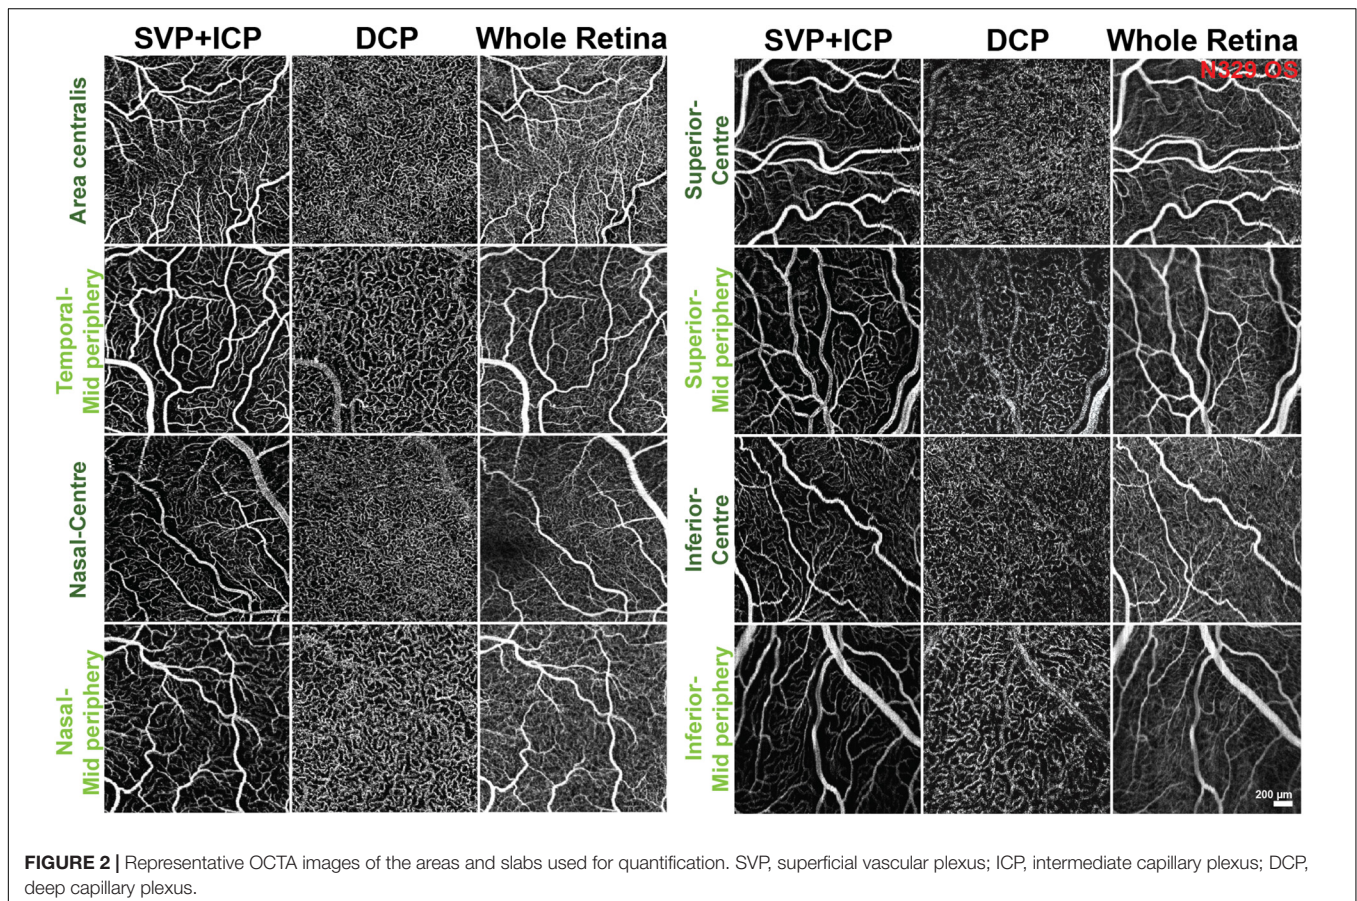 SVP+ICP DCP Whole Retina
Area centralis
Temporal-
Mid periphery
Nasal-Centre
Nasal-
Mid periphery
SVP+ICP DCP Whole Retina
N329 OS
Superior-
Centre
Superior-
Mid periphery
Inferior-
Centre
Inferior-
Mid periphery
200 µm
FIGURE 2 | Representative OCTA images of the areas and slabs used for quantification. SVP, superficial vascular plexus; ICP, intermediate capillary plexus; DCP,
deep capillary plexus.